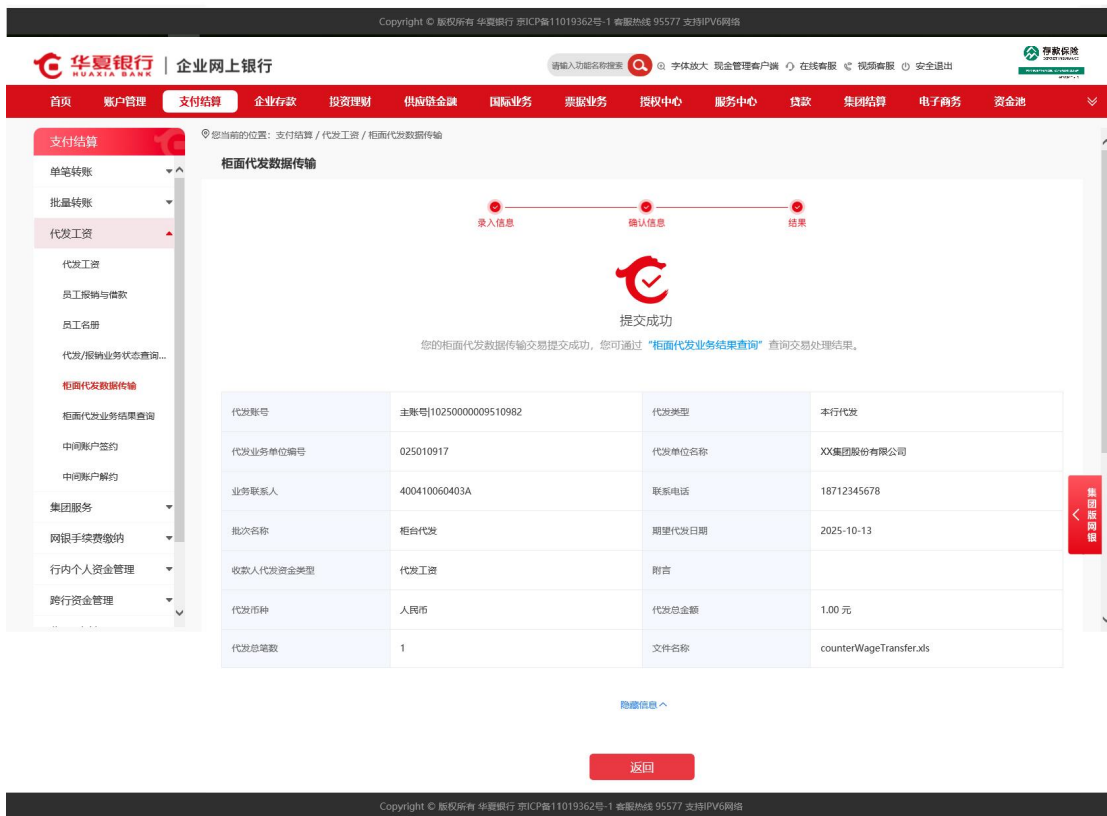 Copyright © 版权所有 华夏银行 京ICP备11019362号-1 客服热线 95577 支持IPV6网络
华夏银行 HUAXIA BANK 企业网上银行
请输入功能名称搜索 字体放大 现金管理客户端 在线客服 视频客服 安全退出
存款保险
首页 账户管理 支付结算 企业存款 投资理财 供应链金融 国际业务 票据业务 授权中心 服务中心 贷款 集团结算 电子商务 资金池
支付结算
单笔转账
批量转账
代发工资
代发工资
员工报销与借款
员工名册
代发/报销业务状态查询...
柜面代发数据传输
柜面代发业务结果查询
中间账户签约
中间账户解约
集团服务
网银手续费缴纳
行内个人资金管理
跨行资金管理
您当前的位置：支付结算 / 代发工资 / 柜面代发数据传输
柜面代发数据传输
录入信息 确认信息 结果
提交成功
您的柜面代发数据传输交易提交成功，您可通过 "柜面代发业务结果查询" 查询交易处理结果。
代发账号 主账号|10250000009510982 代发类型 本行代发
代发业务单位编号 025010917 代发单位名称 XX集团股份有限公司
业务联系人 400410060403A 联系电话 18712345678
批次名称 柜台代发 期望代发日期 2025-10-13
收款人代发资金类型 代发工资 附言
代发币种 人民币 代发总金额 1.00 元
代发总笔数 1 文件名称 counterWageTransfer.xls
隐藏信息
返回
集团版网银
Copyright © 版权所有 华夏银行 京ICP备11019362号-1 客服热线 95577 支持IPV6网络